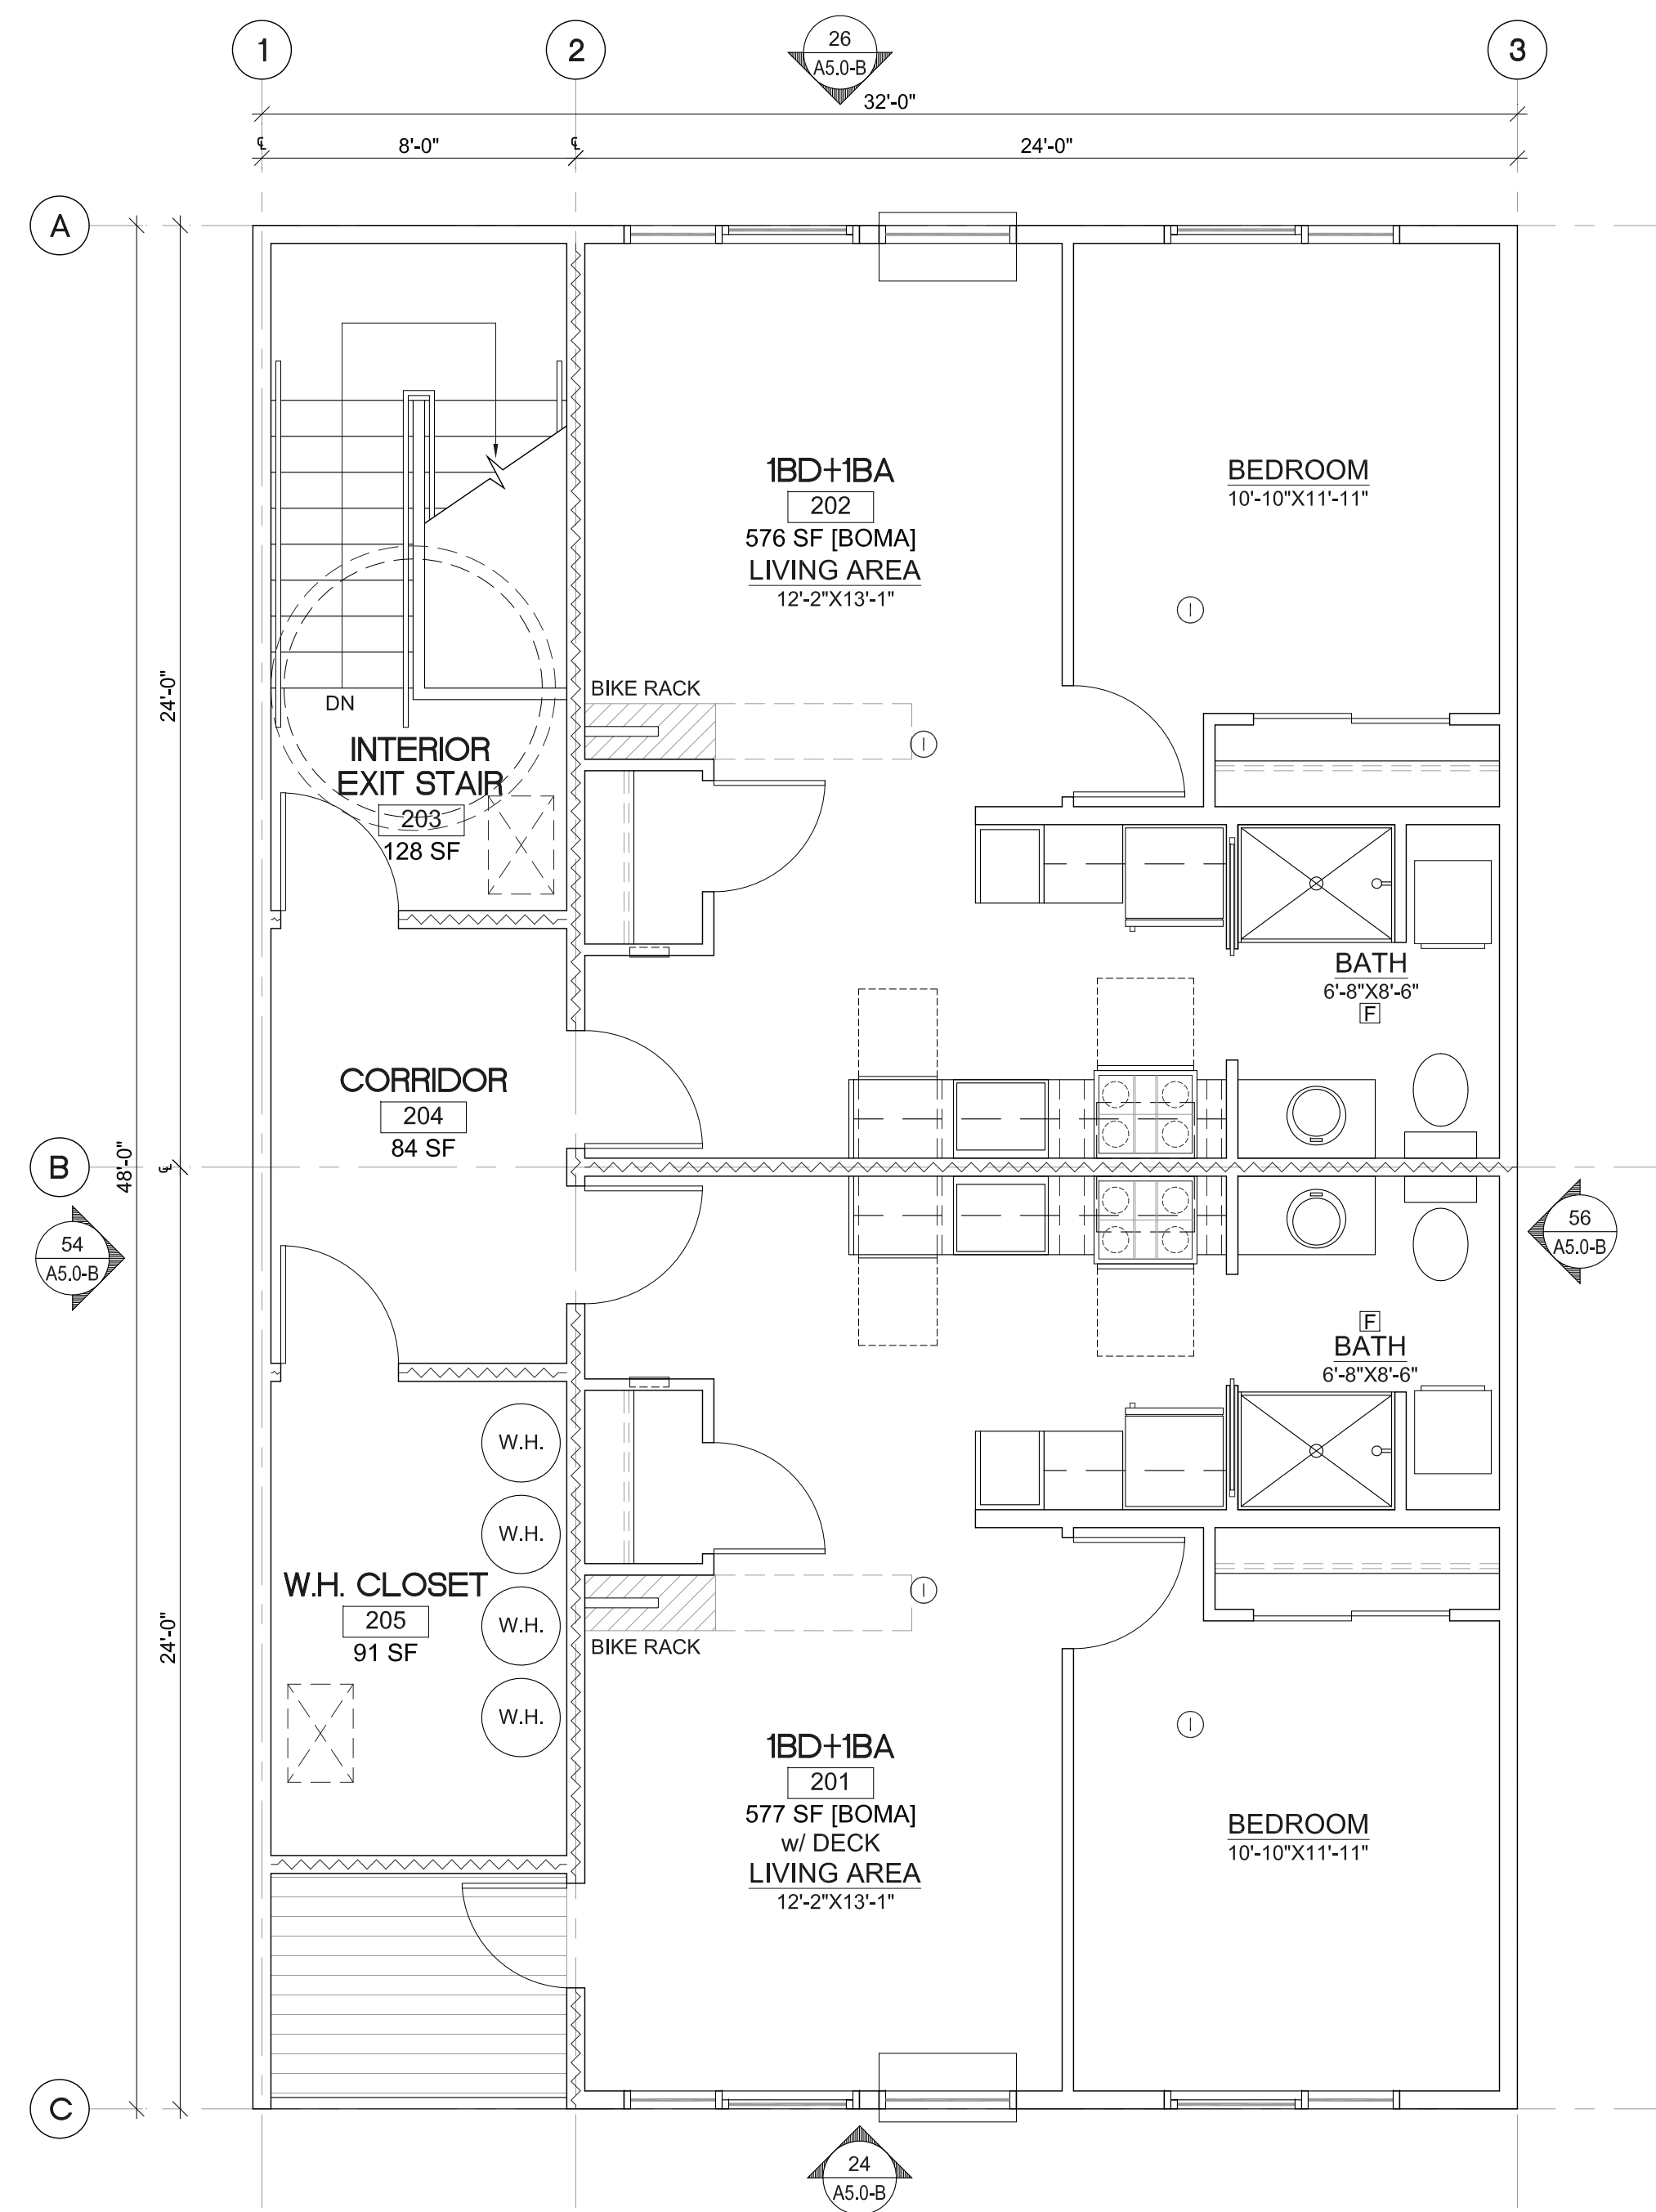 1
2
26
A5.0-B
3
32'-0"
℄
8'-0"
℄
24'-0"
A
24'-0"
1BD+1BA
202
576 SF [BOMA]
LIVING AREA
12'-2"X13'-1"
BEDROOM
10'-10"X11'-11"
I
BIKE RACK
I
DN
INTERIOR
EXIT STAIR
203
128 SF
BATH
6'-8"X8'-6"
F
CORRIDOR
204
84 SF
B
48'-0"
℄
54
A5.0-B
56
A5.0-B
F
BATH
6'-8"X8'-6"
W.H.
W.H.
W.H. CLOSET
205
91 SF
W.H.
W.H.
24'-0"
I
BIKE RACK
I
1BD+1BA
201
577 SF [BOMA]
w/ DECK
LIVING AREA
12'-2"X13'-1"
BEDROOM
10'-10"X11'-11"
C
24
A5.0-B